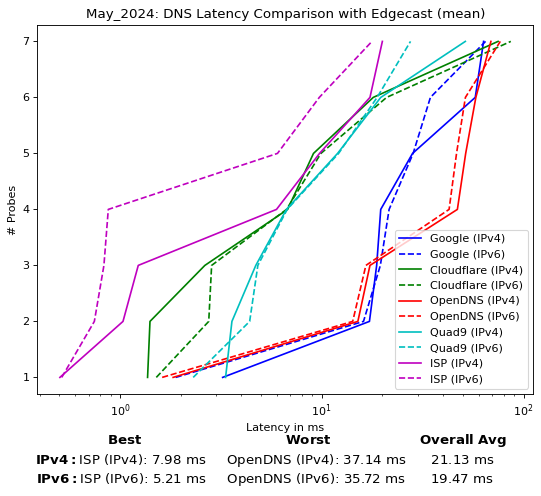 May_2024: DNS Latency Comparison with Edgecast (mean)
7
6
5
4
3
2
1
# Probes
Google (IPv4)
Google (IPv6)
Cloudflare (IPv4)
Cloudflare (IPv6)
OpenDNS (IPv4)
OpenDNS (IPv6)
Quad9 (IPv4)
Quad9 (IPv6)
ISP (IPv4)
ISP (IPv6)
10⁰ 10¹ 10²
Latency in ms
Best Worst Overall Avg
IPv4: ISP (IPv4): 7.98 ms OpenDNS (IPv4): 37.14 ms 21.13 ms
IPv6: ISP (IPv6): 5.21 ms OpenDNS (IPv6): 35.72 ms 19.47 ms